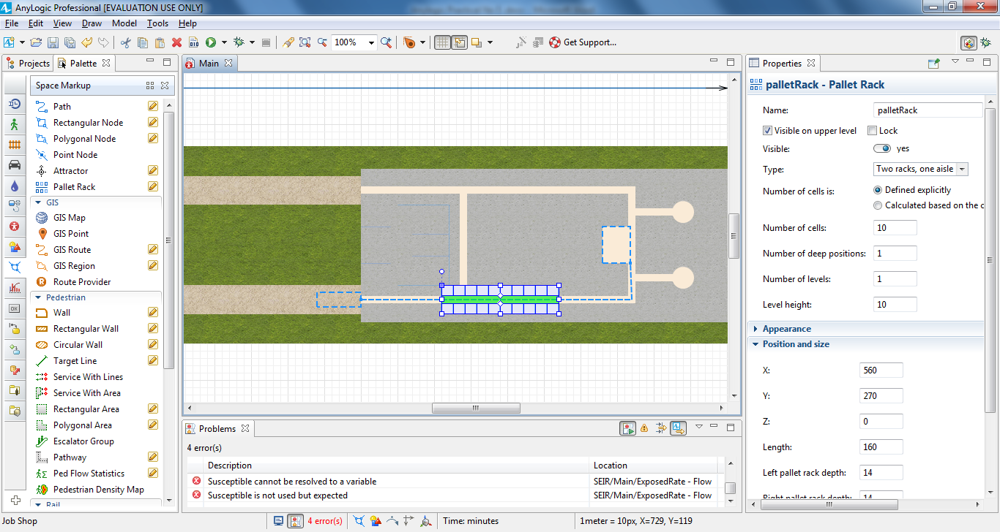 AnyLogic Professional [EVALUATION USE ONLY]
File Edit View Draw Model Tools Help
100% Get Support...
Projects Palette
Main
Properties
Space Markup
Path
Rectangular Node
Polygonal Node
Point Node
Attractor
Pallet Rack
GIS
GIS Map
GIS Point
GIS Route
GIS Region
Route Provider
Pedestrian
Wall
Rectangular Wall
Circular Wall
Target Line
Service With Lines
Service With Area
Rectangular Area
Polygonal Area
Escalator Group
Pathway
Ped Flow Statistics
Pedestrian Density Map
Rail
palletRack - Pallet Rack
Name: palletRack
Visible on upper level Lock
Visible: yes
Type: Two racks, one aisle
Number of cells is: Defined explicitly
Calculated based on the c
Number of cells: 10
Number of deep positions: 1
Number of levels: 1
Level height: 10
Appearance
Position and size
X: 560
Y: 270
Z: 0
Length: 160
Left pallet rack depth: 14
Right pallet rack depth: 14
Problems
4 error(s)
Description Location
Susceptible cannot be resolved to a variable SEIR/Main/ExposedRate - Flow
Susceptible is not used but expected SEIR/Main/ExposedRate - Flow
Job Shop 4 error(s) Time: minutes 1meter = 10px, X=729, Y=119